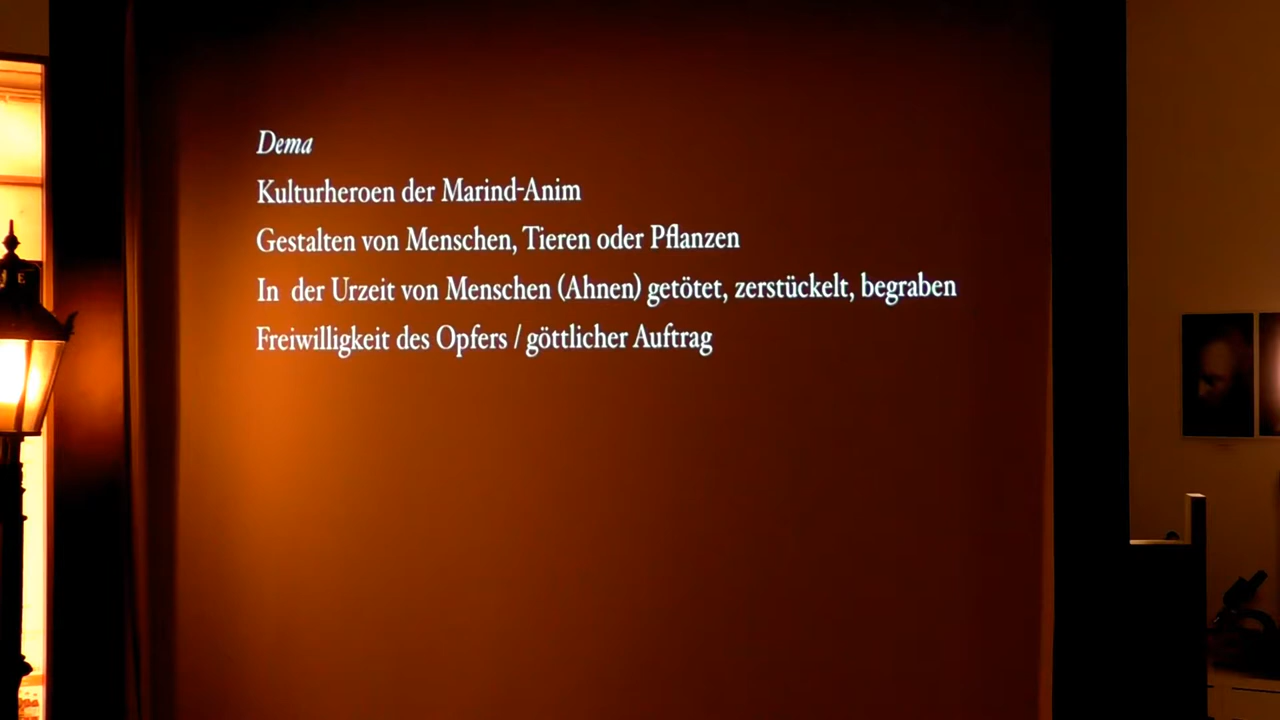 Dema
Kulturheroen der Marind-Anim
Gestalten von Menschen, Tieren oder Pflanzen
In der Urzeit von Menschen (Ahnen) getötet, zerstückelt, begraben
Freiwilligkeit des Opfers / göttlicher Auftrag